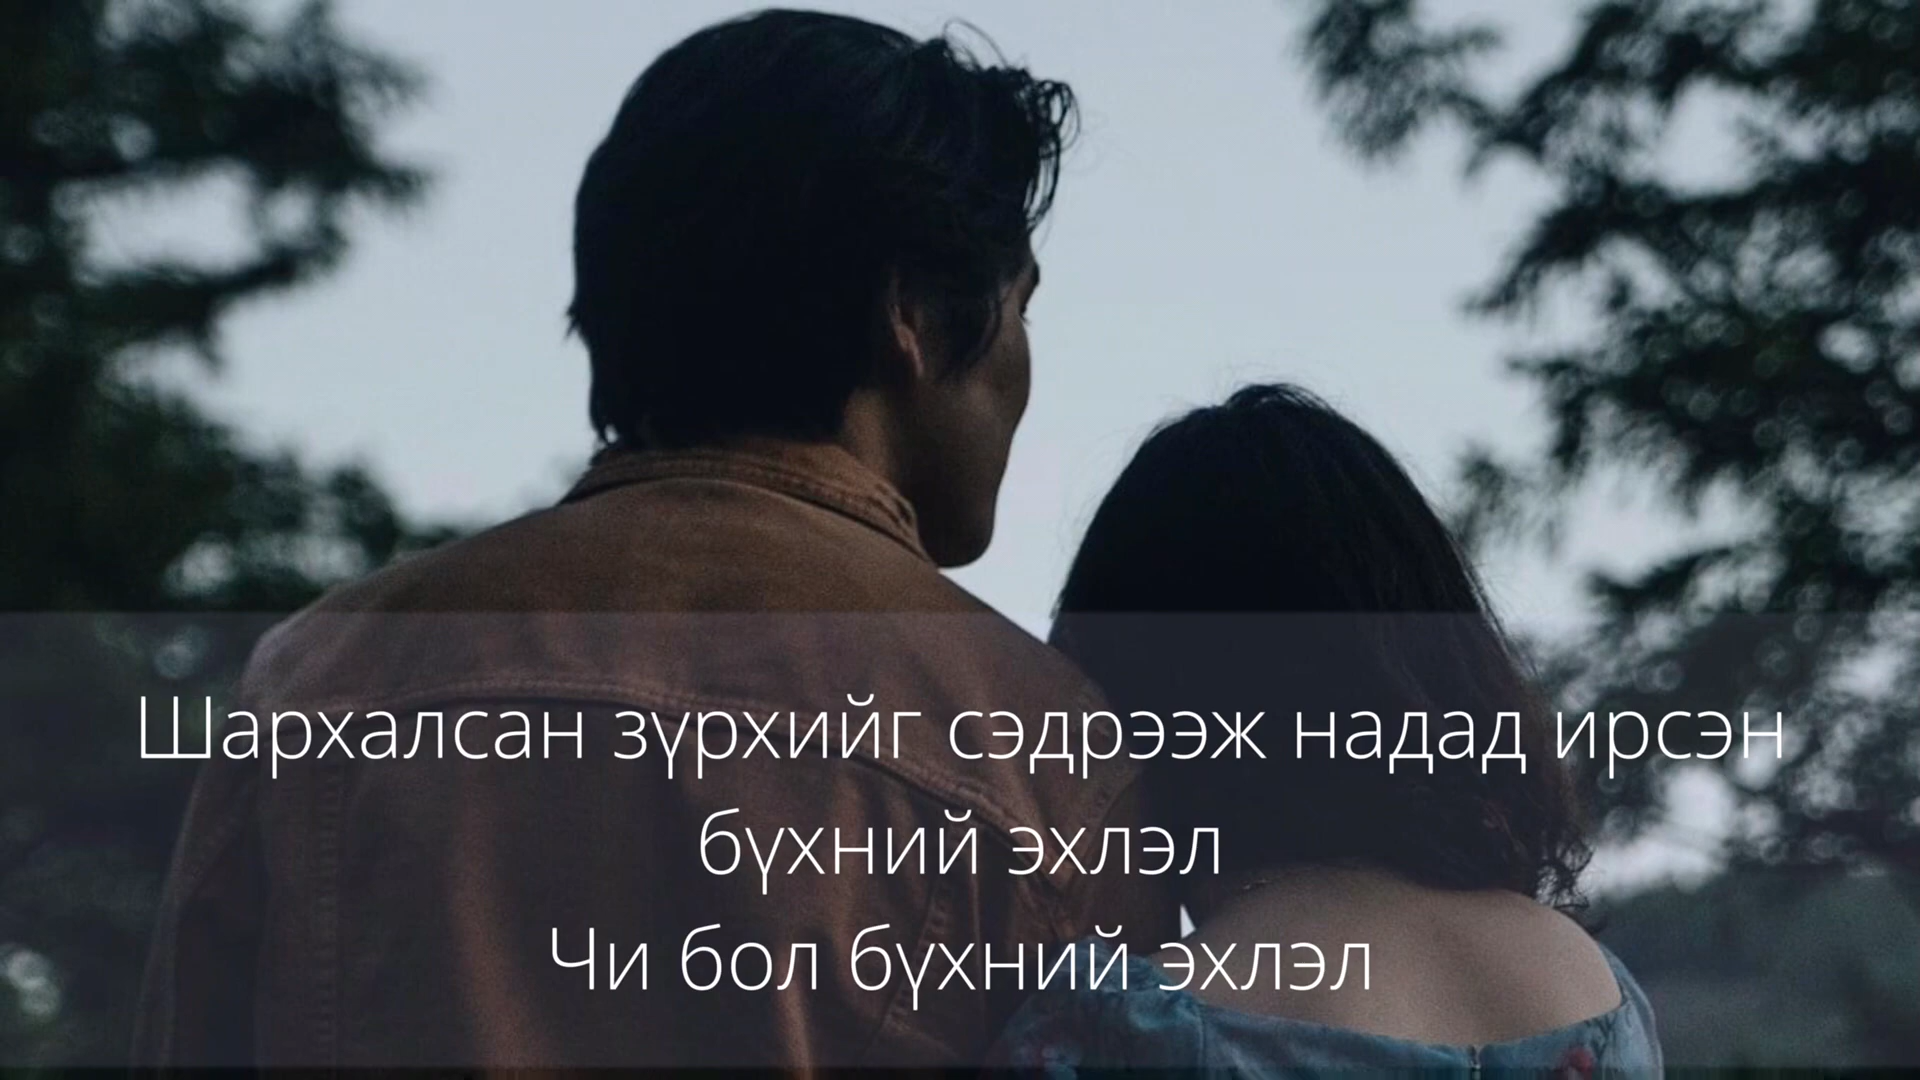 Шархалсан зүрхийг сэдрээж надад ирсэн
бүхний эхлэл
Чи бол бүхний эхлэл